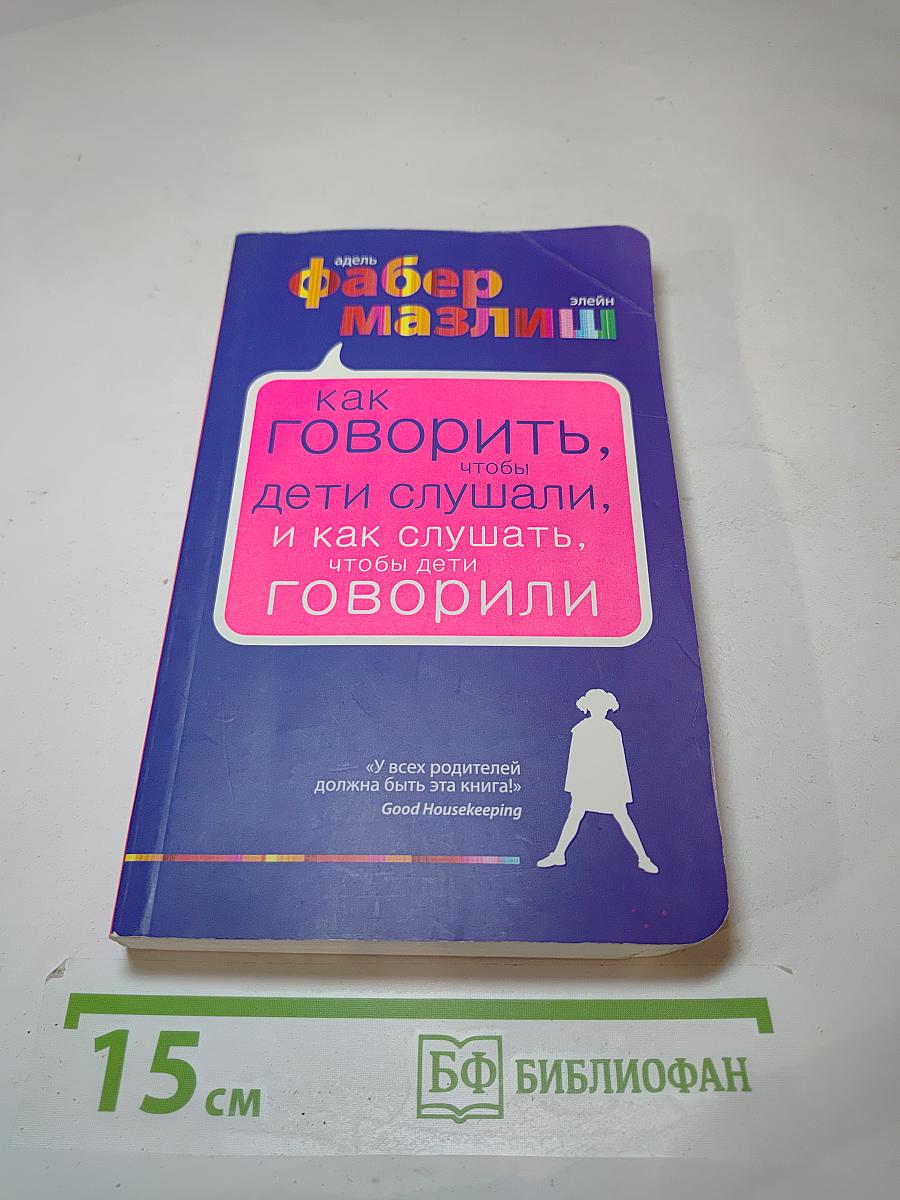 адель
фабер
элейн
мазлиш
как
говорить,
чтобы
дети слушали,
и как слушать,
чтобы дети
говорили
«У всех родителей
должна быть эта книга!»
Good Housekeeping
15 см
БФ БИБЛИОФАН